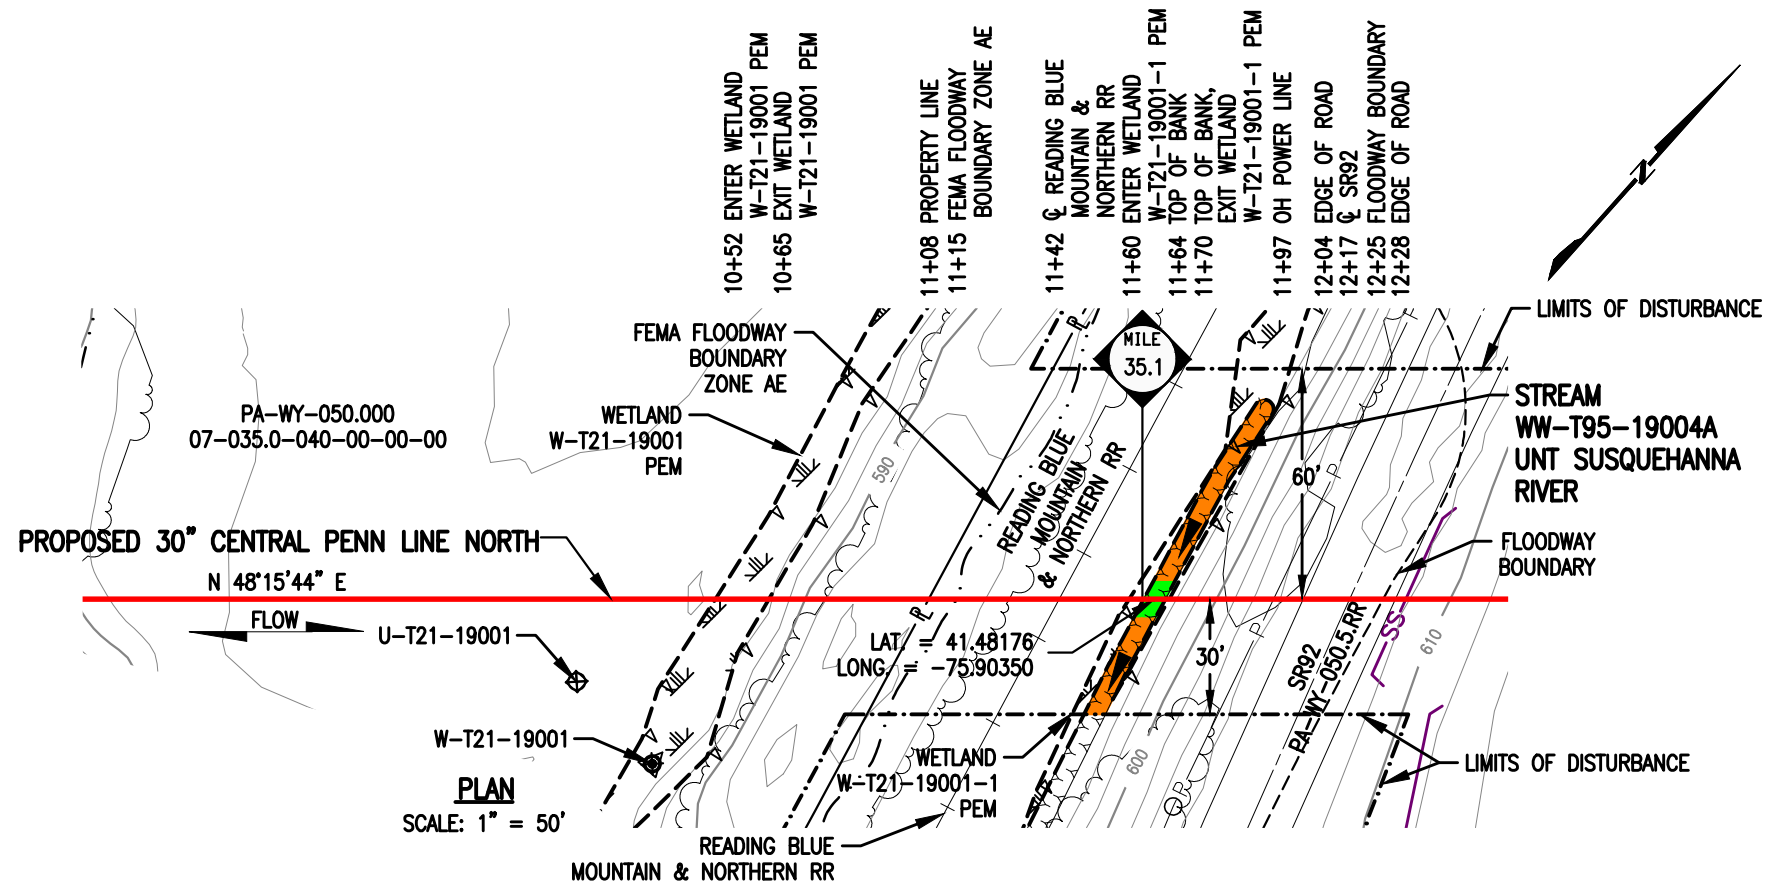 10+52 ENTER WETLAND
W-T21-19001 PEM
10+65 EXIT WETLAND
W-T21-19001 PEM
11+08 PROPERTY LINE
11+15 FEMA FLOODWAY
BOUNDARY ZONE AE
11+42 ℄ READING BLUE
MOUNTAIN &
NORTHERN RR
11+60 ENTER WETLAND
W-T21-19001-1 PEM
11+64 TOP OF BANK
11+70 TOP OF BANK,
EXIT WETLAND
W-T21-19001-1 PEM
11+97 OH POWER LINE
12+04 EDGE OF ROAD
12+17 ℄ SR92
12+25 FLOODWAY BOUNDARY
12+28 EDGE OF ROAD
N
LIMITS OF DISTURBANCE
FEMA FLOODWAY
BOUNDARY
ZONE AE
MILE
35.1
PL
STREAM
WW-T95-19004A
UNT SUSQUEHANNA
RIVER
PA-WY-050.000
07-035.0-040-00-00-00
WETLAND
W-T21-19001
PEM
590
READING BLUE
MOUNTAIN
& NORTHERN RR
60'
P
PROPOSED 30" CENTRAL PENN LINE NORTH
N 48°15'44" E
FLOODWAY
BOUNDARY
FLOW
U-T21-19001
PL
LAT. = 41.48176
LONG. = -75.90350
30'
P
SR92
PA-WY-050.5.RR
SS
610
W-T21-19001
WETLAND
W-T21-19001-1
PEM
600
LIMITS OF DISTURBANCE
PLAN
SCALE: 1" = 50'
READING BLUE
MOUNTAIN & NORTHERN RR